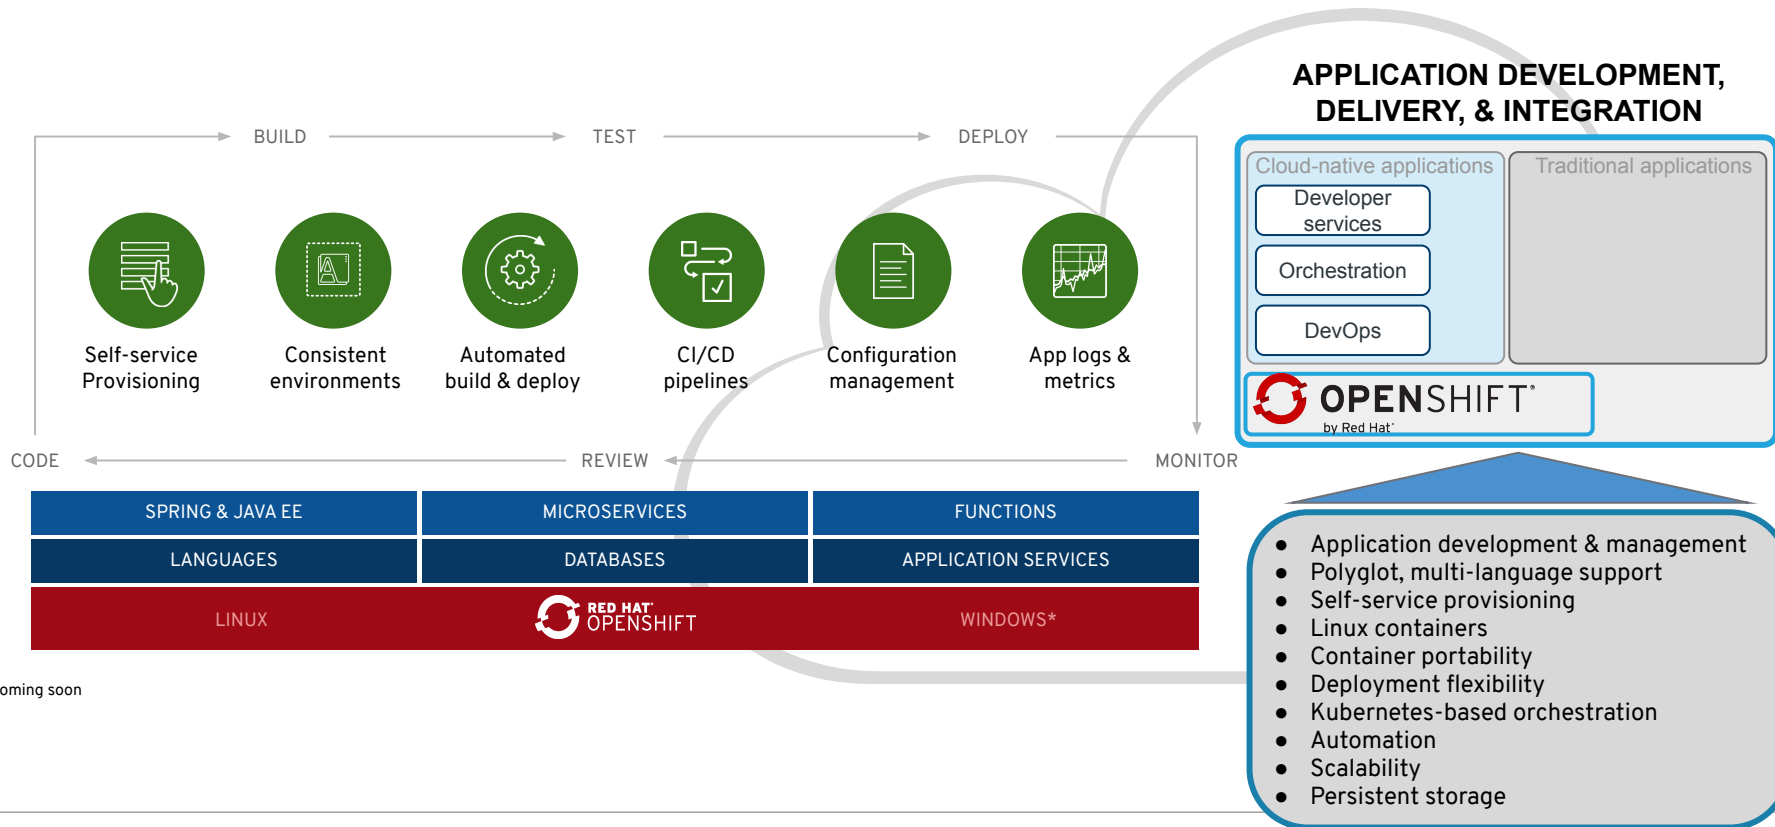 APPLICATION DEVELOPMENT,
DELIVERY, & INTEGRATION
BUILD
TEST
DEPLOY
Self-service
Provisioning
Consistent
environments
Automated
build & deploy
CI/CD
pipelines
Configuration
management
App logs &
metrics
CODE
REVIEW
MONITOR
SPRING & JAVA EE
MICROSERVICES
FUNCTIONS
LANGUAGES
DATABASES
APPLICATION SERVICES
LINUX
RED HAT®
OPENSHIFT
WINDOWS*
oming soon
Cloud-native applications
Traditional applications
Developer
services
Orchestration
DevOps
OPENSHIFT®
by Red Hat®
● Application development & management
● Polyglot, multi-language support
● Self-service provisioning
● Linux containers
● Container portability
● Deployment flexibility
● Kubernetes-based orchestration
● Automation
● Scalability
● Persistent storage